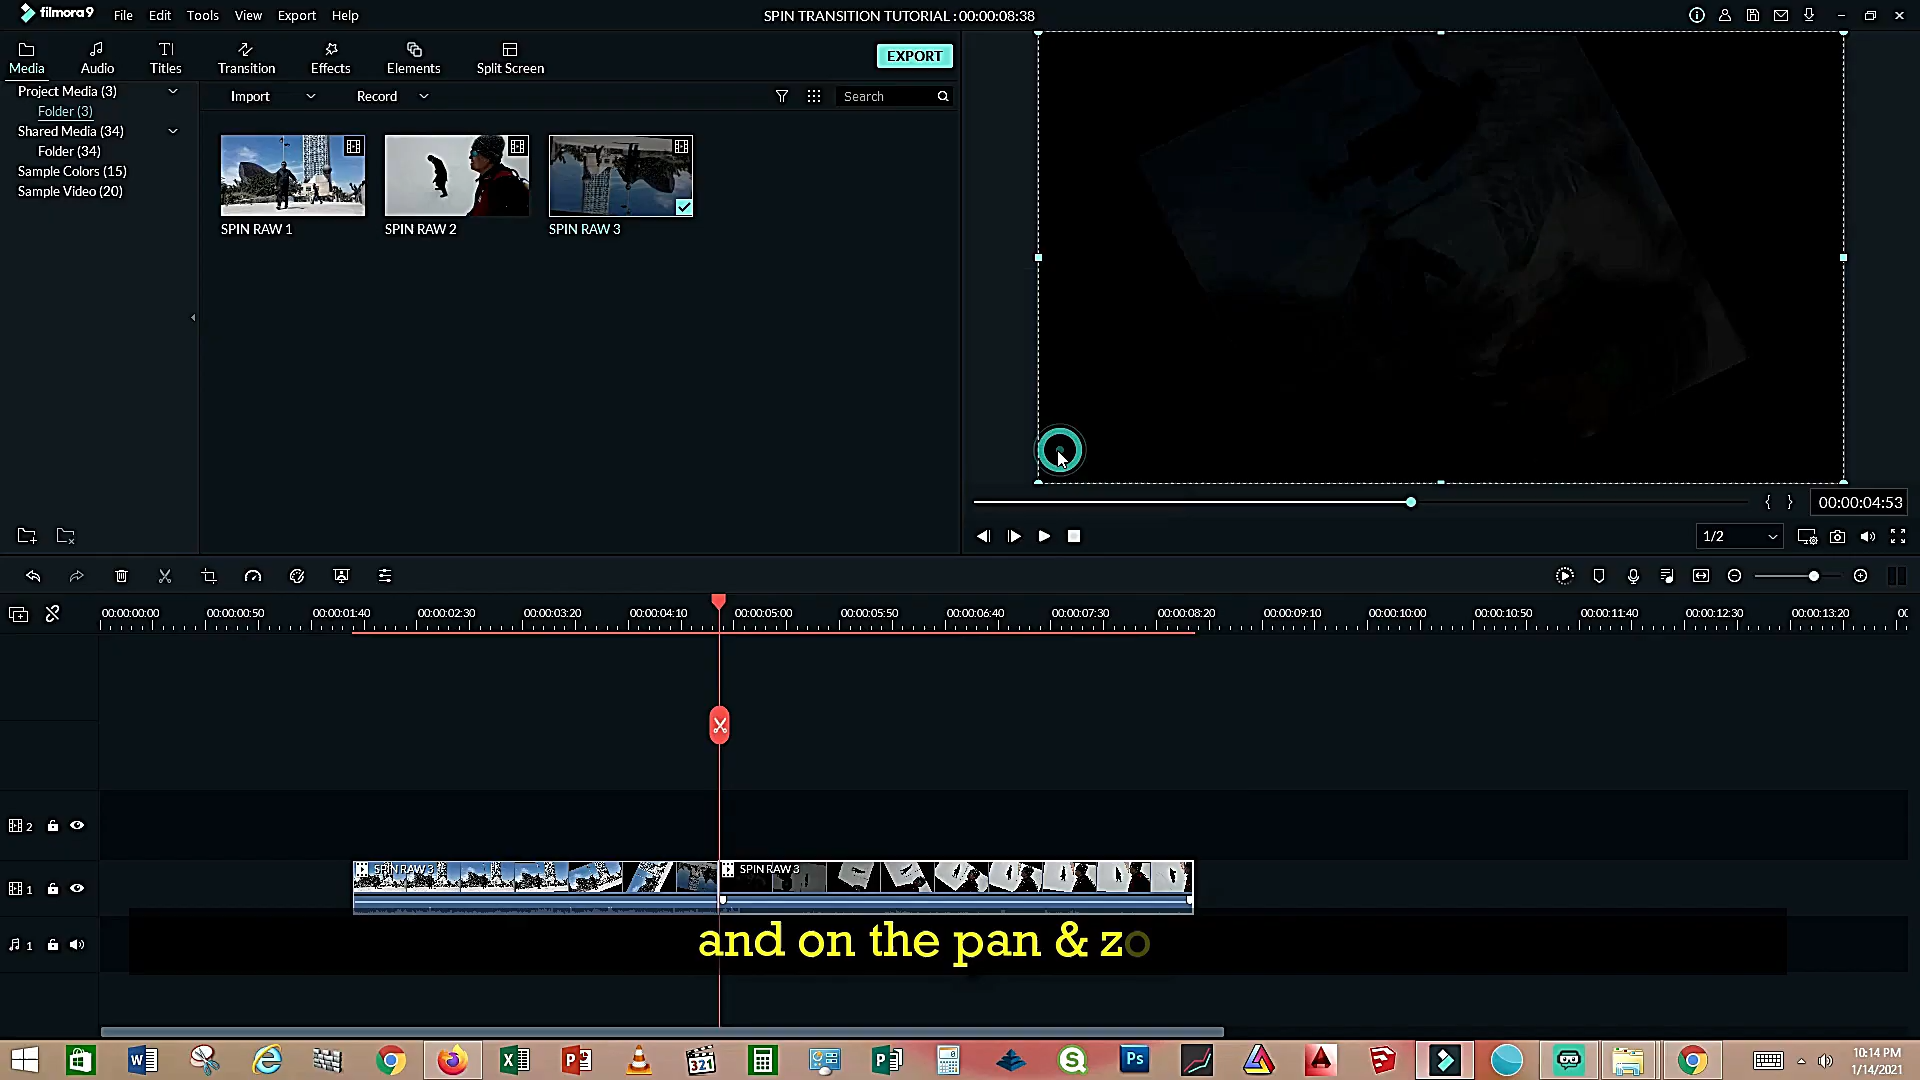 filmora9 File Edit Tools View Export Help SPIN TRANSITION TUTORIAL : 00:00:08:38
Media Audio Titles Transition Effects Elements Split Screen EXPORT
Project Media (3)
Folder (3)
Shared Media (34)
Folder (34)
Sample Colors (15)
Sample Video (20)
Import Record Search
SPIN RAW 1 SPIN RAW 2 SPIN RAW 3
{ } 00:00:04:53
1/2
00:00:00:00 00:00:00:50 00:00:01:40 00:00:02:30 00:00:03:20 00:00:04:10 00:00:05:00 00:00:05:50 00:00:06:40 00:00:07:30 00:00:08:20 00:00:09:10 00:00:10:00 00:00:10:50 00:00:11:40 00:00:12:30 00:00:13:20
2
SPIN RAW 3 SPIN RAW 3
1
1
and on the pan & zo
321 Ps
10:14 PM
1/14/2021